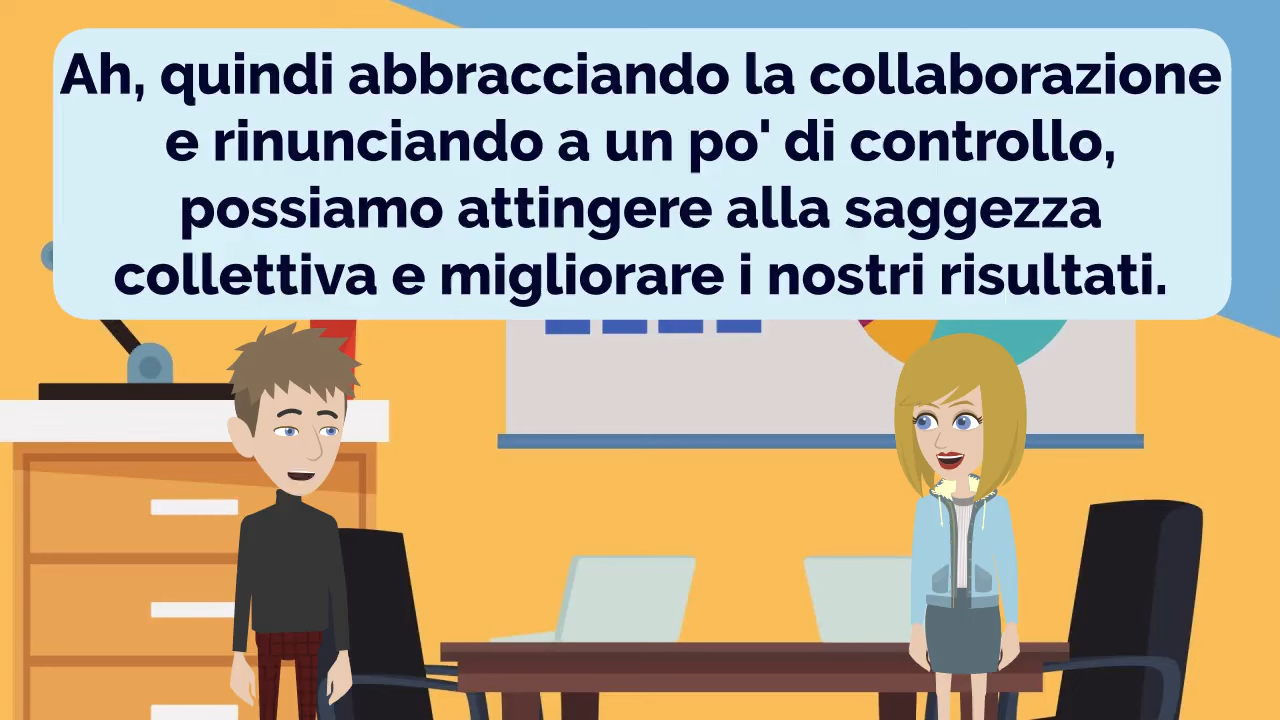 Ah, quindi abbracciando la collaborazione
e rinunciando a un po' di controllo,
possiamo attingere alla saggezza
collettiva e migliorare i nostri risultati.